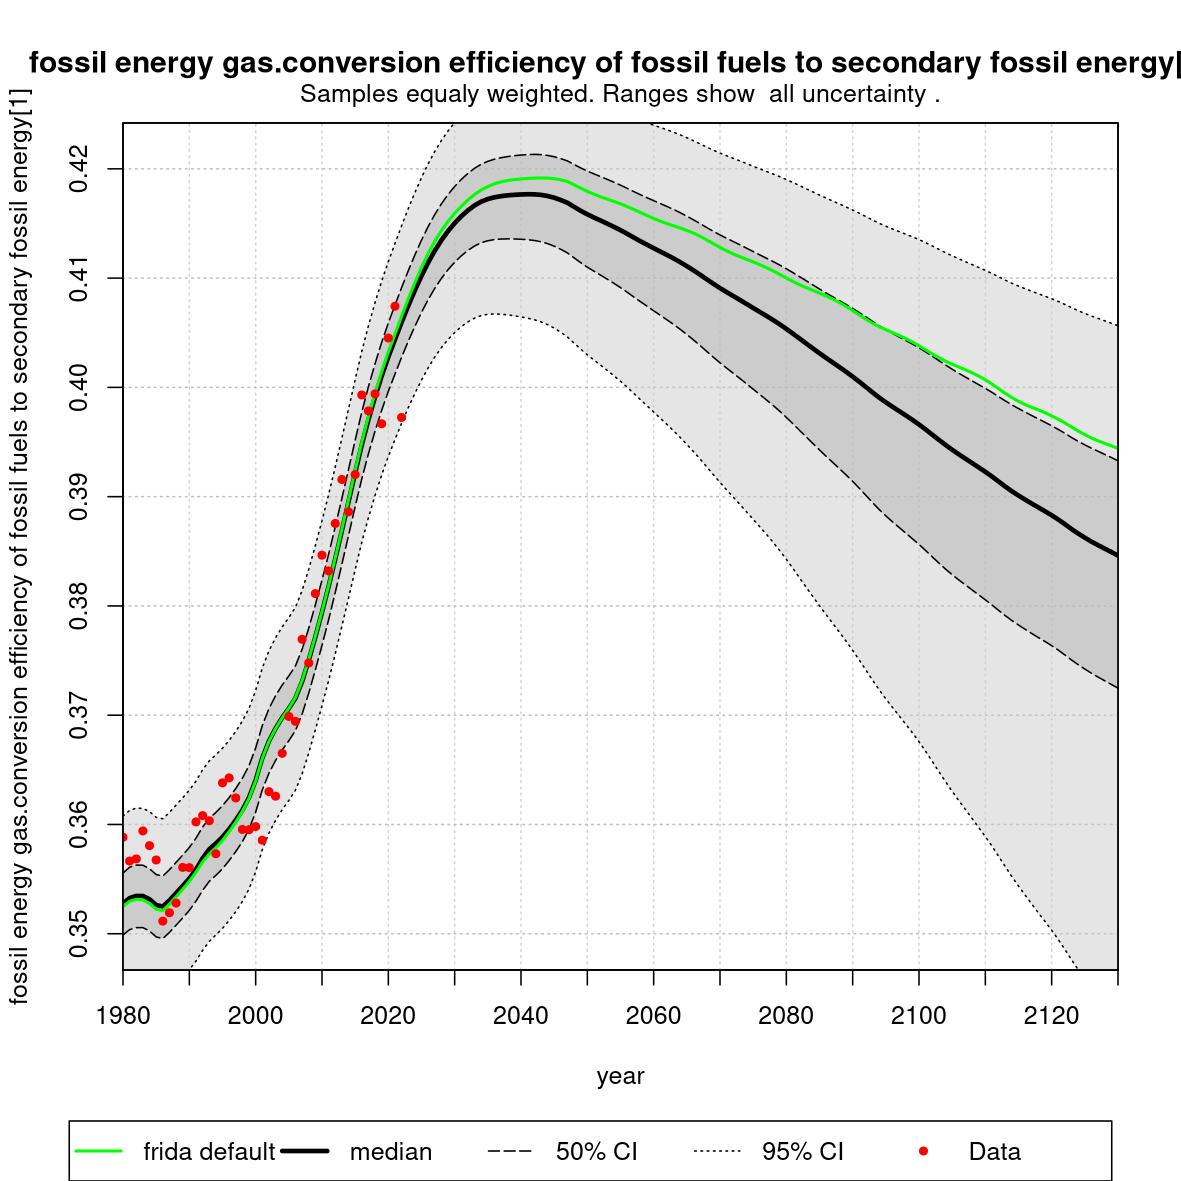 fossil energy gas.conversion efficiency of fossil fuels to secondary fossil energy|
Samples equaly weighted. Ranges show  all uncertainty .
fossil energy gas.conversion efficiency of fossil fuels to secondary fossil energy[1]
0.42
0.41
0.40
0.39
0.38
0.37
0.36
0.35
1980 2000 2020 2040 2060 2080 2100 2120
year
frida default median 50% CI 95% CI Data